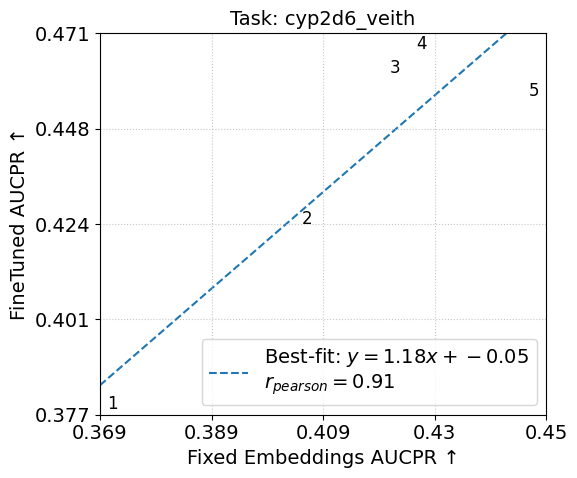 Task: cyp2d6_veith
FineTuned AUCPR ↑
0.471
0.448
0.424
0.401
0.377
4
3
5
2
1
Best-fit: y = 1.18x + −0.05
r_pearson = 0.91
0.369 0.389 0.409 0.43 0.45
Fixed Embeddings AUCPR ↑